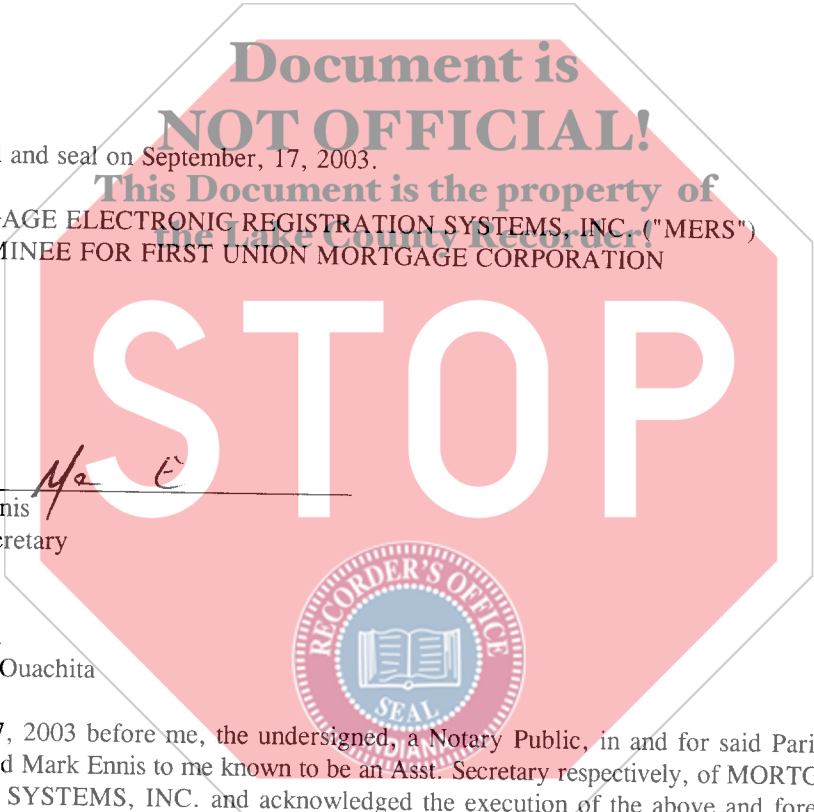 Document is
NOT OFFICIAL!
and seal on September, 17, 2003.
This Document is the property of
AGE ELECTRONIC REGISTRATION SYSTEMS, INC. ("MERS")
the Lake County Recorder!
MINEE FOR FIRST UNION MORTGAGE CORPORATION
STOP
nis
cretary
RECORDER'S OFFICE
SEAL
INDIANA
Ouachita
7, 2003 before me, the undersigned, a Notary Public, in and for said Pari
d Mark Ennis to me known to be an Asst. Secretary respectively, of MORTG
SYSTEMS, INC. and acknowledged the execution of the above and fore